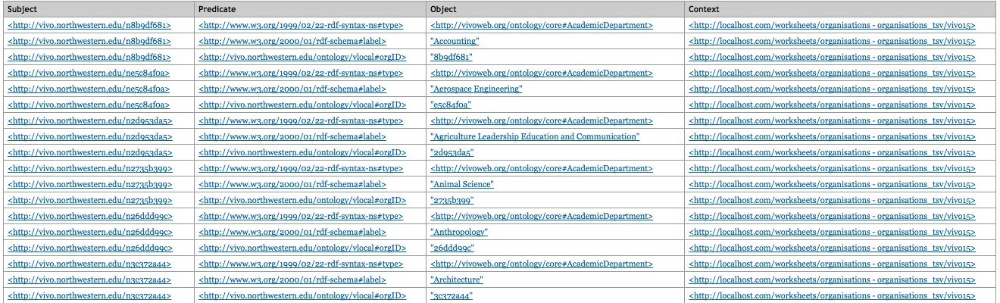 Subject Predicate Object Context
<http://vivo.northwestern.edu/n8b9df681> <http://www.w3.org/1999/02/22-rdf-syntax-ns#type> <http://vivoweb.org/ontology/core#AcademicDepartment> <http://localhost.com/worksheets/organisations - organisations_tsv/vivo15>
<http://vivo.northwestern.edu/n8b9df681> <http://www.w3.org/2000/01/rdf-schema#label> "Accounting" <http://localhost.com/worksheets/organisations - organisations_tsv/vivo15>
<http://vivo.northwestern.edu/n8b9df681> <http://vivo.northwestern.edu/ontology/vlocal#orgID> "8b9df681" <http://localhost.com/worksheets/organisations - organisations_tsv/vivo15>
<http://vivo.northwestern.edu/ne5c84f0a> <http://www.w3.org/1999/02/22-rdf-syntax-ns#type> <http://vivoweb.org/ontology/core#AcademicDepartment> <http://localhost.com/worksheets/organisations - organisations_tsv/vivo15>
<http://vivo.northwestern.edu/ne5c84f0a> <http://www.w3.org/2000/01/rdf-schema#label> "Aerospace Engineering" <http://localhost.com/worksheets/organisations - organisations_tsv/vivo15>
<http://vivo.northwestern.edu/ne5c84f0a> <http://vivo.northwestern.edu/ontology/vlocal#orgID> "e5c84f0a" <http://localhost.com/worksheets/organisations - organisations_tsv/vivo15>
<http://vivo.northwestern.edu/n2d953da5> <http://www.w3.org/1999/02/22-rdf-syntax-ns#type> <http://vivoweb.org/ontology/core#AcademicDepartment> <http://localhost.com/worksheets/organisations - organisations_tsv/vivo15>
<http://vivo.northwestern.edu/n2d953da5> <http://www.w3.org/2000/01/rdf-schema#label> "Agriculture Leadership Education and Communication" <http://localhost.com/worksheets/organisations - organisations_tsv/vivo15>
<http://vivo.northwestern.edu/n2d953da5> <http://vivo.northwestern.edu/ontology/vlocal#orgID> "2d953da5" <http://localhost.com/worksheets/organisations - organisations_tsv/vivo15>
<http://vivo.northwestern.edu/n2735b399> <http://www.w3.org/1999/02/22-rdf-syntax-ns#type> <http://vivoweb.org/ontology/core#AcademicDepartment> <http://localhost.com/worksheets/organisations - organisations_tsv/vivo15>
<http://vivo.northwestern.edu/n2735b399> <http://www.w3.org/2000/01/rdf-schema#label> "Animal Science" <http://localhost.com/worksheets/organisations - organisations_tsv/vivo15>
<http://vivo.northwestern.edu/n2735b399> <http://vivo.northwestern.edu/ontology/vlocal#orgID> "2735b399" <http://localhost.com/worksheets/organisations - organisations_tsv/vivo15>
<http://vivo.northwestern.edu/n26ddd99c> <http://www.w3.org/1999/02/22-rdf-syntax-ns#type> <http://vivoweb.org/ontology/core#AcademicDepartment> <http://localhost.com/worksheets/organisations - organisations_tsv/vivo15>
<http://vivo.northwestern.edu/n26ddd99c> <http://www.w3.org/2000/01/rdf-schema#label> "Anthropology" <http://localhost.com/worksheets/organisations - organisations_tsv/vivo15>
<http://vivo.northwestern.edu/n26ddd99c> <http://vivo.northwestern.edu/ontology/vlocal#orgID> "26ddd99c" <http://localhost.com/worksheets/organisations - organisations_tsv/vivo15>
<http://vivo.northwestern.edu/n3c372a44> <http://www.w3.org/1999/02/22-rdf-syntax-ns#type> <http://vivoweb.org/ontology/core#AcademicDepartment> <http://localhost.com/worksheets/organisations - organisations_tsv/vivo15>
<http://vivo.northwestern.edu/n3c372a44> <http://www.w3.org/2000/01/rdf-schema#label> "Architecture" <http://localhost.com/worksheets/organisations - organisations_tsv/vivo15>
<http://vivo.northwestern.edu/n3c372a44> <http://vivo.northwestern.edu/ontology/vlocal#orgID> "3c372a44" <http://localhost.com/worksheets/organisations - organisations_tsv/vivo15>